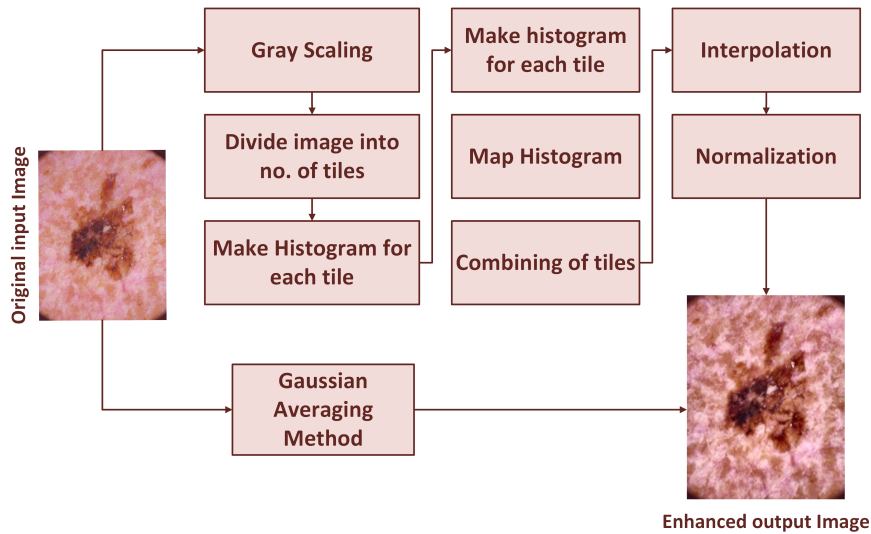 Original input Image
Gray Scaling
Divide image into
no. of tiles
Make Histogram for
each tile
Make histogram
for each tile
Map Histogram
Combining of tiles
Interpolation
Normalization
Gaussian
Averaging
Method
Enhanced output Image